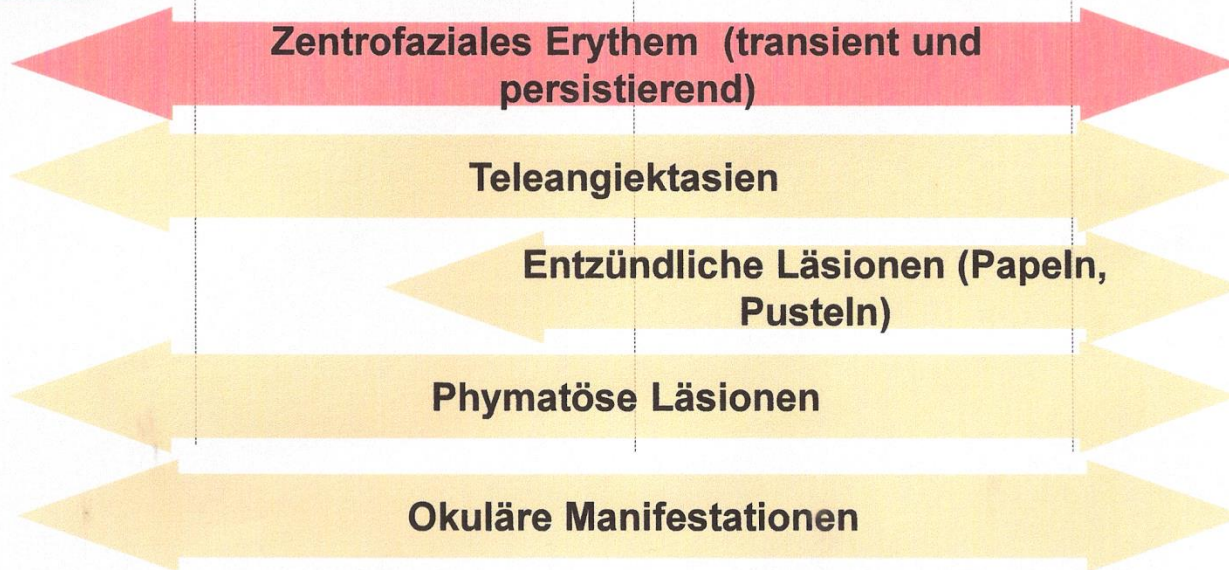 Zentrofaziales Erythem (transient und
persistierend)
Teleangiektasien
Entzündliche Läsionen (Papeln,
Pusteln)
Phymatöse Läsionen
Okuläre Manifestationen